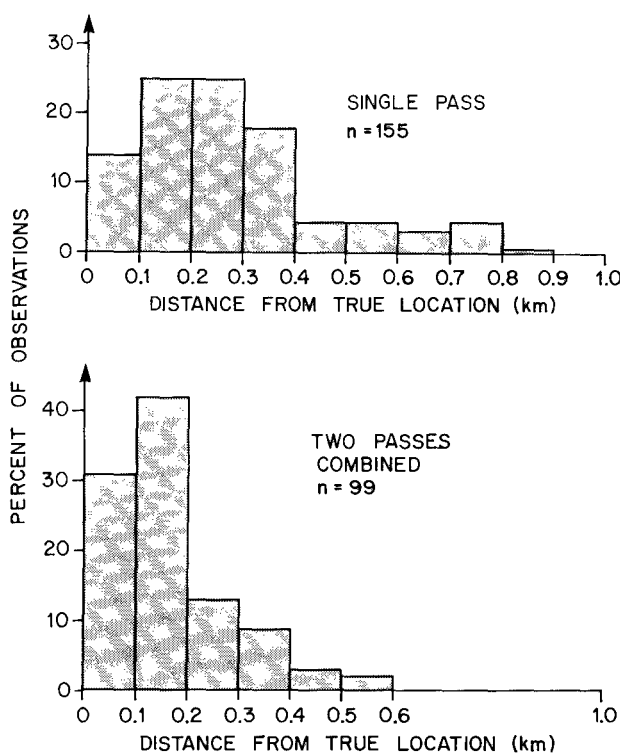 30
20
10
0
SINGLE PASS
n = 155
0 0.1 0.2 0.3 0.4 0.5 0.6 0.7 0.8 0.9 1.0
DISTANCE FROM TRUE LOCATION (km)
PERCENT OF OBSERVATIONS
40
30
20
10
0
TWO PASSES
COMBINED
n = 99
0 0.1 0.2 0.3 0.4 0.5 0.6 1.0
DISTANCE FROM TRUE LOCATION (km)